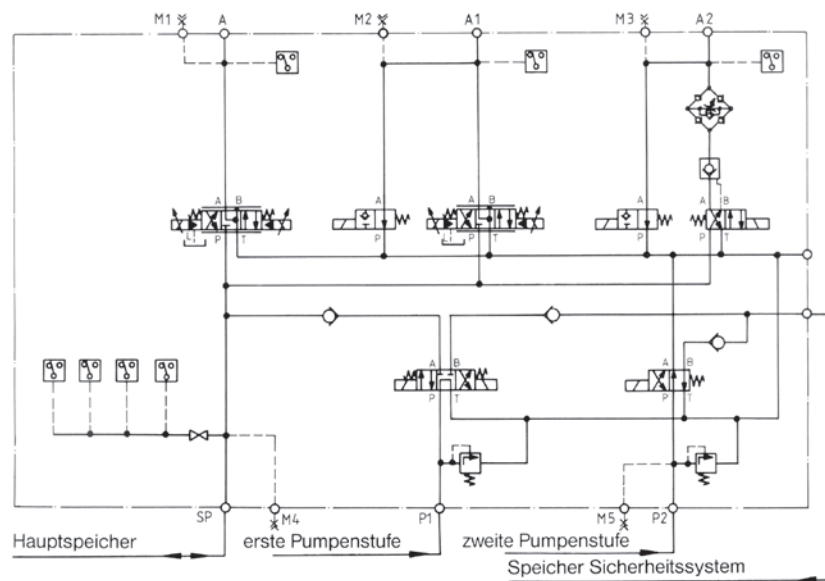 M1 A M2 A1 M3 A2
A B A A B A A B
P T P P T P P T
A B A B
P T P T
SP M4 P1 M5 P2
Hauptspeicher erste Pumpenstufe zweite Pumpenstufe
Speicher Sicherheitssystem